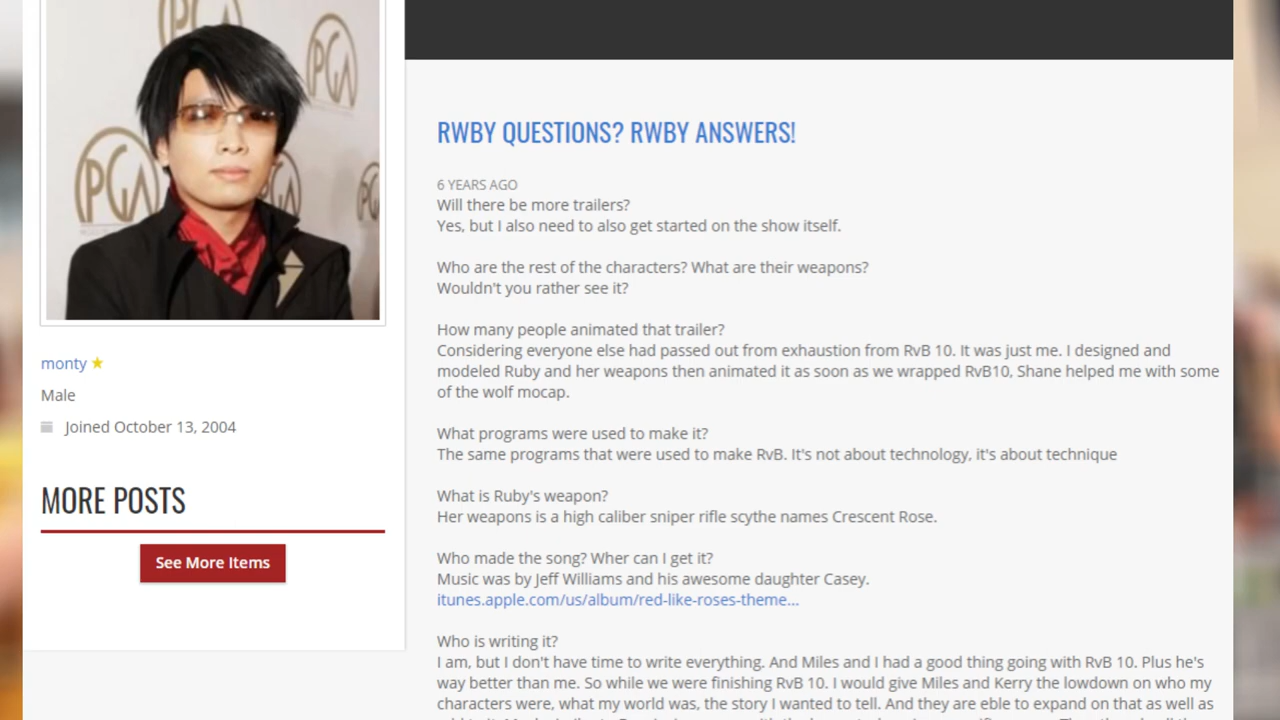 PGA
PGA
PGA
PGA
monty
Male
Joined October 13, 2004
MORE POSTS
See More Items
RWBY QUESTIONS? RWBY ANSWERS!
6 YEARS AGO
Will there be more trailers?
Yes, but I also need to also get started on the show itself.
Who are the rest of the characters? What are their weapons?
Wouldn't you rather see it?
How many people animated that trailer?
Considering everyone else had passed out from exhaustion from RvB 10. It was just me. I designed and
modeled Ruby and her weapons then animated it as soon as we wrapped RvB10, Shane helped me with some
of the wolf mocap.
What programs were used to make it?
The same programs that were used to make RvB. It's not about technology, it's about technique
What is Ruby's weapon?
Her weapons is a high caliber sniper rifle scythe names Crescent Rose.
Who made the song? Wher can I get it?
Music was by Jeff Williams and his awesome daughter Casey.
itunes.apple.com/us/album/red-like-roses-theme...
Who is writing it?
I am, but I don't have time to write everything. And Miles and I had a good thing going with RvB 10. Plus he's
way better than me. So while we were finishing RvB 10. I would give Miles and Kerry the lowdown on who my
characters were, what my world was, the story I wanted to tell. And they are eble to expand on that as well as